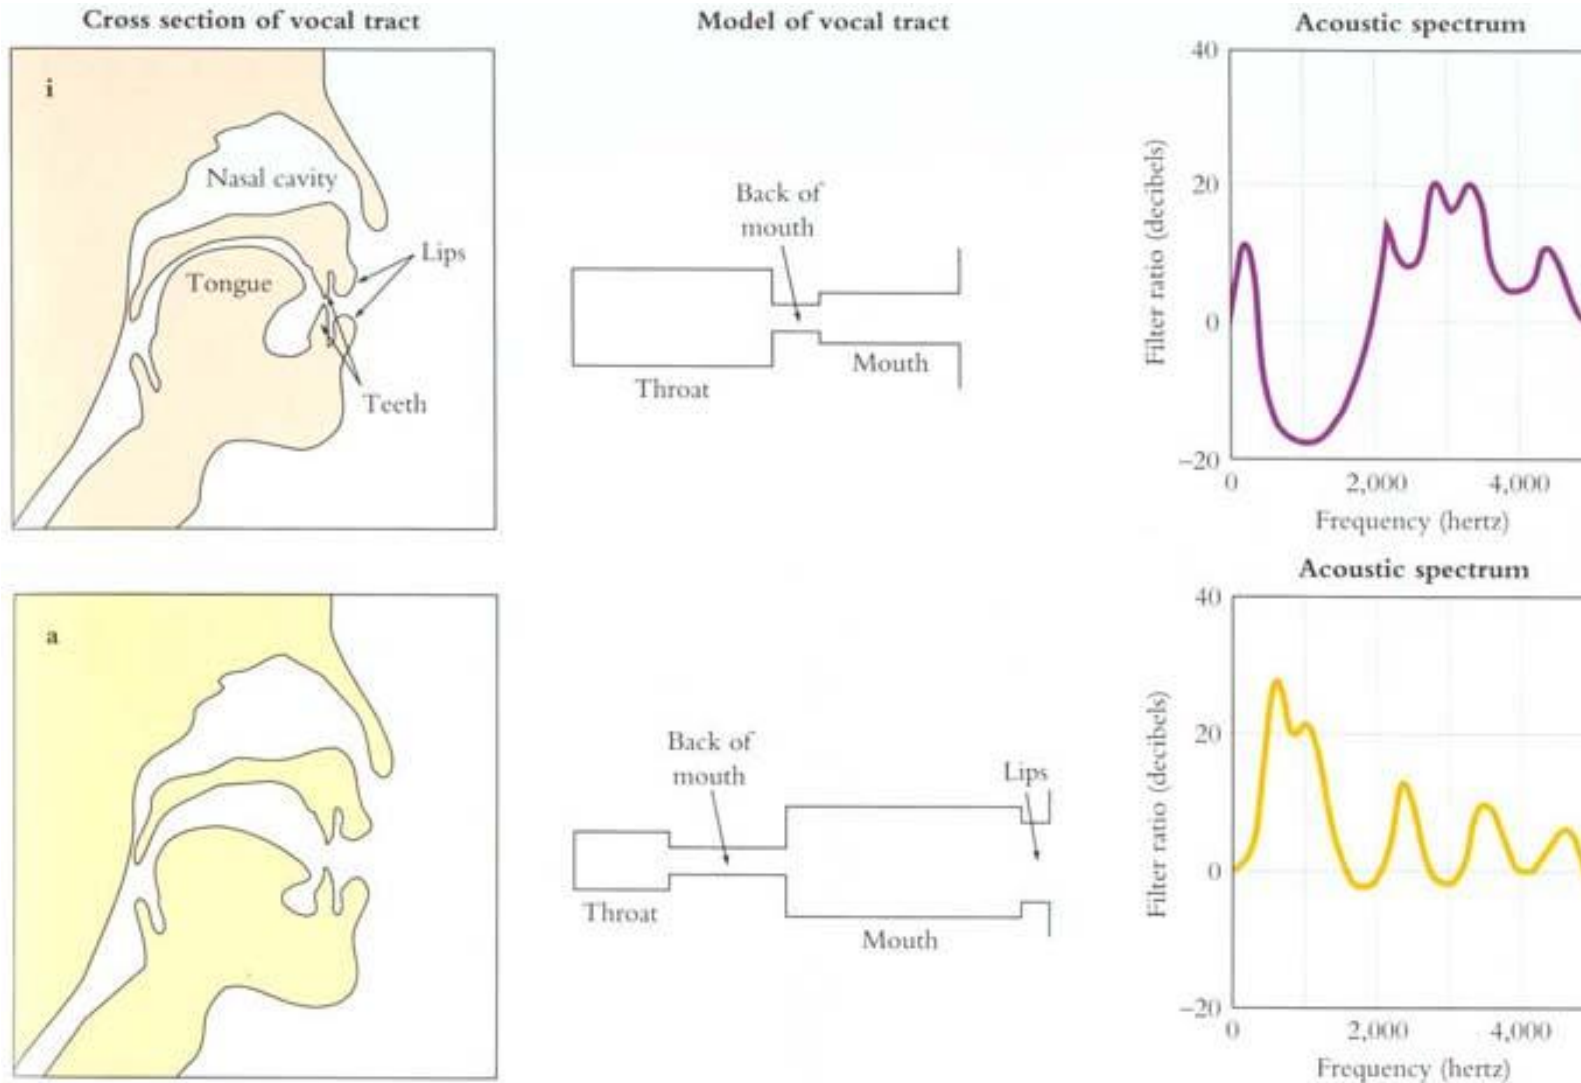 Cross section of vocal tract
Model of vocal tract
Acoustic spectrum
i
Nasal cavity
Tongue
Lips
Teeth
Back of
mouth
Throat
Mouth
40
20
0
−20
Filter ratio (decibels)
0 2,000 4,000
Frequency (hertz)
a
Back of
mouth
Lips
Throat
Mouth
Acoustic spectrum
40
20
0
−20
Filter ratio (decibels)
0 2,000 4,000
Frequency (hertz)